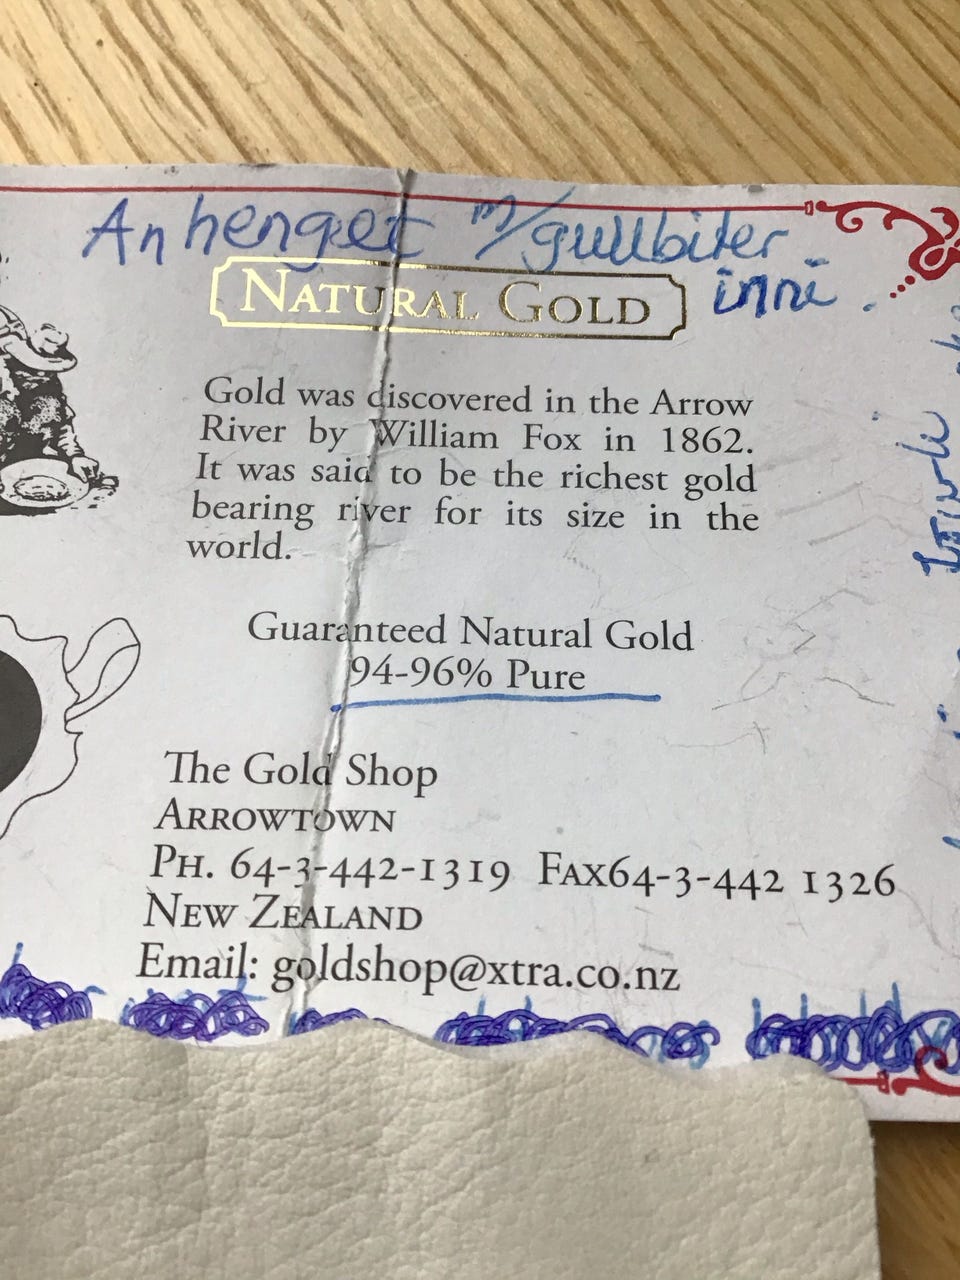 Anhenget m/gullbiter
inni.
NATURAL GOLD
Gold was discovered in the Arrow
River by William Fox in 1862.
It was said to be the richest gold
bearing river for its size in the
world.
Guaranteed Natural Gold
94-96% Pure
The Gold Shop
ARROWTOWN
PH. 64-3-442-1319 FAX64-3-442 1326
NEW ZEALAND
Email: goldshop@xtra.co.nz